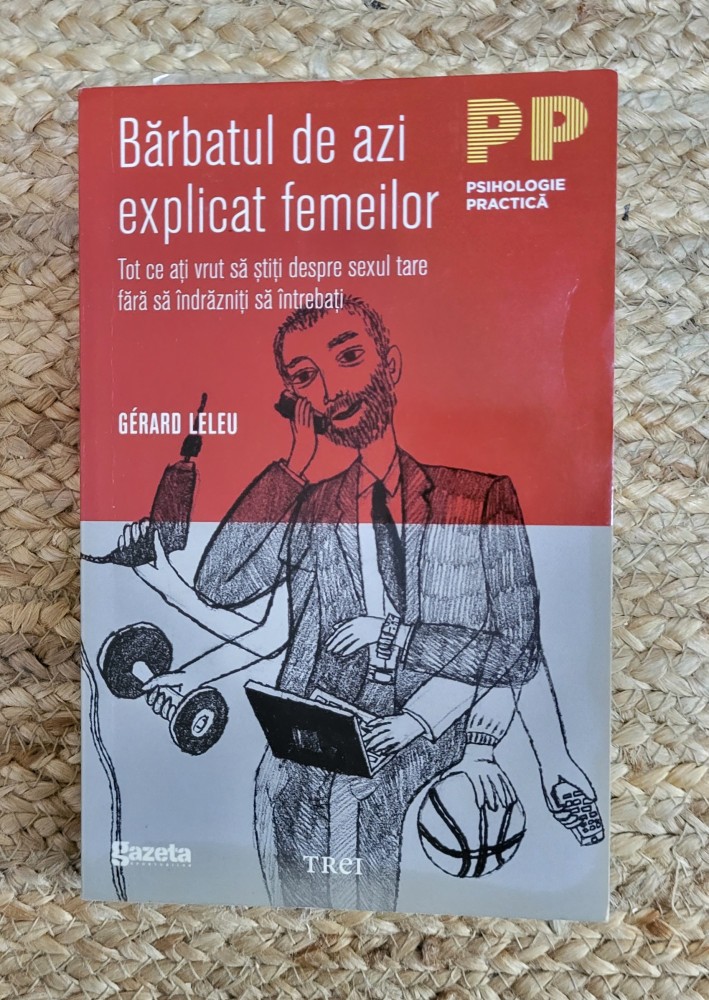 Bărbatul de azi
explicat femeilor
Tot ce ați vrut să știți despre sexul tare
fără să îndrăzniți să întrebați
PP
PSIHOLOGIE
PRACTICĂ
GÉRARD LELEU
gazeta
SPORTURILOR
TREI